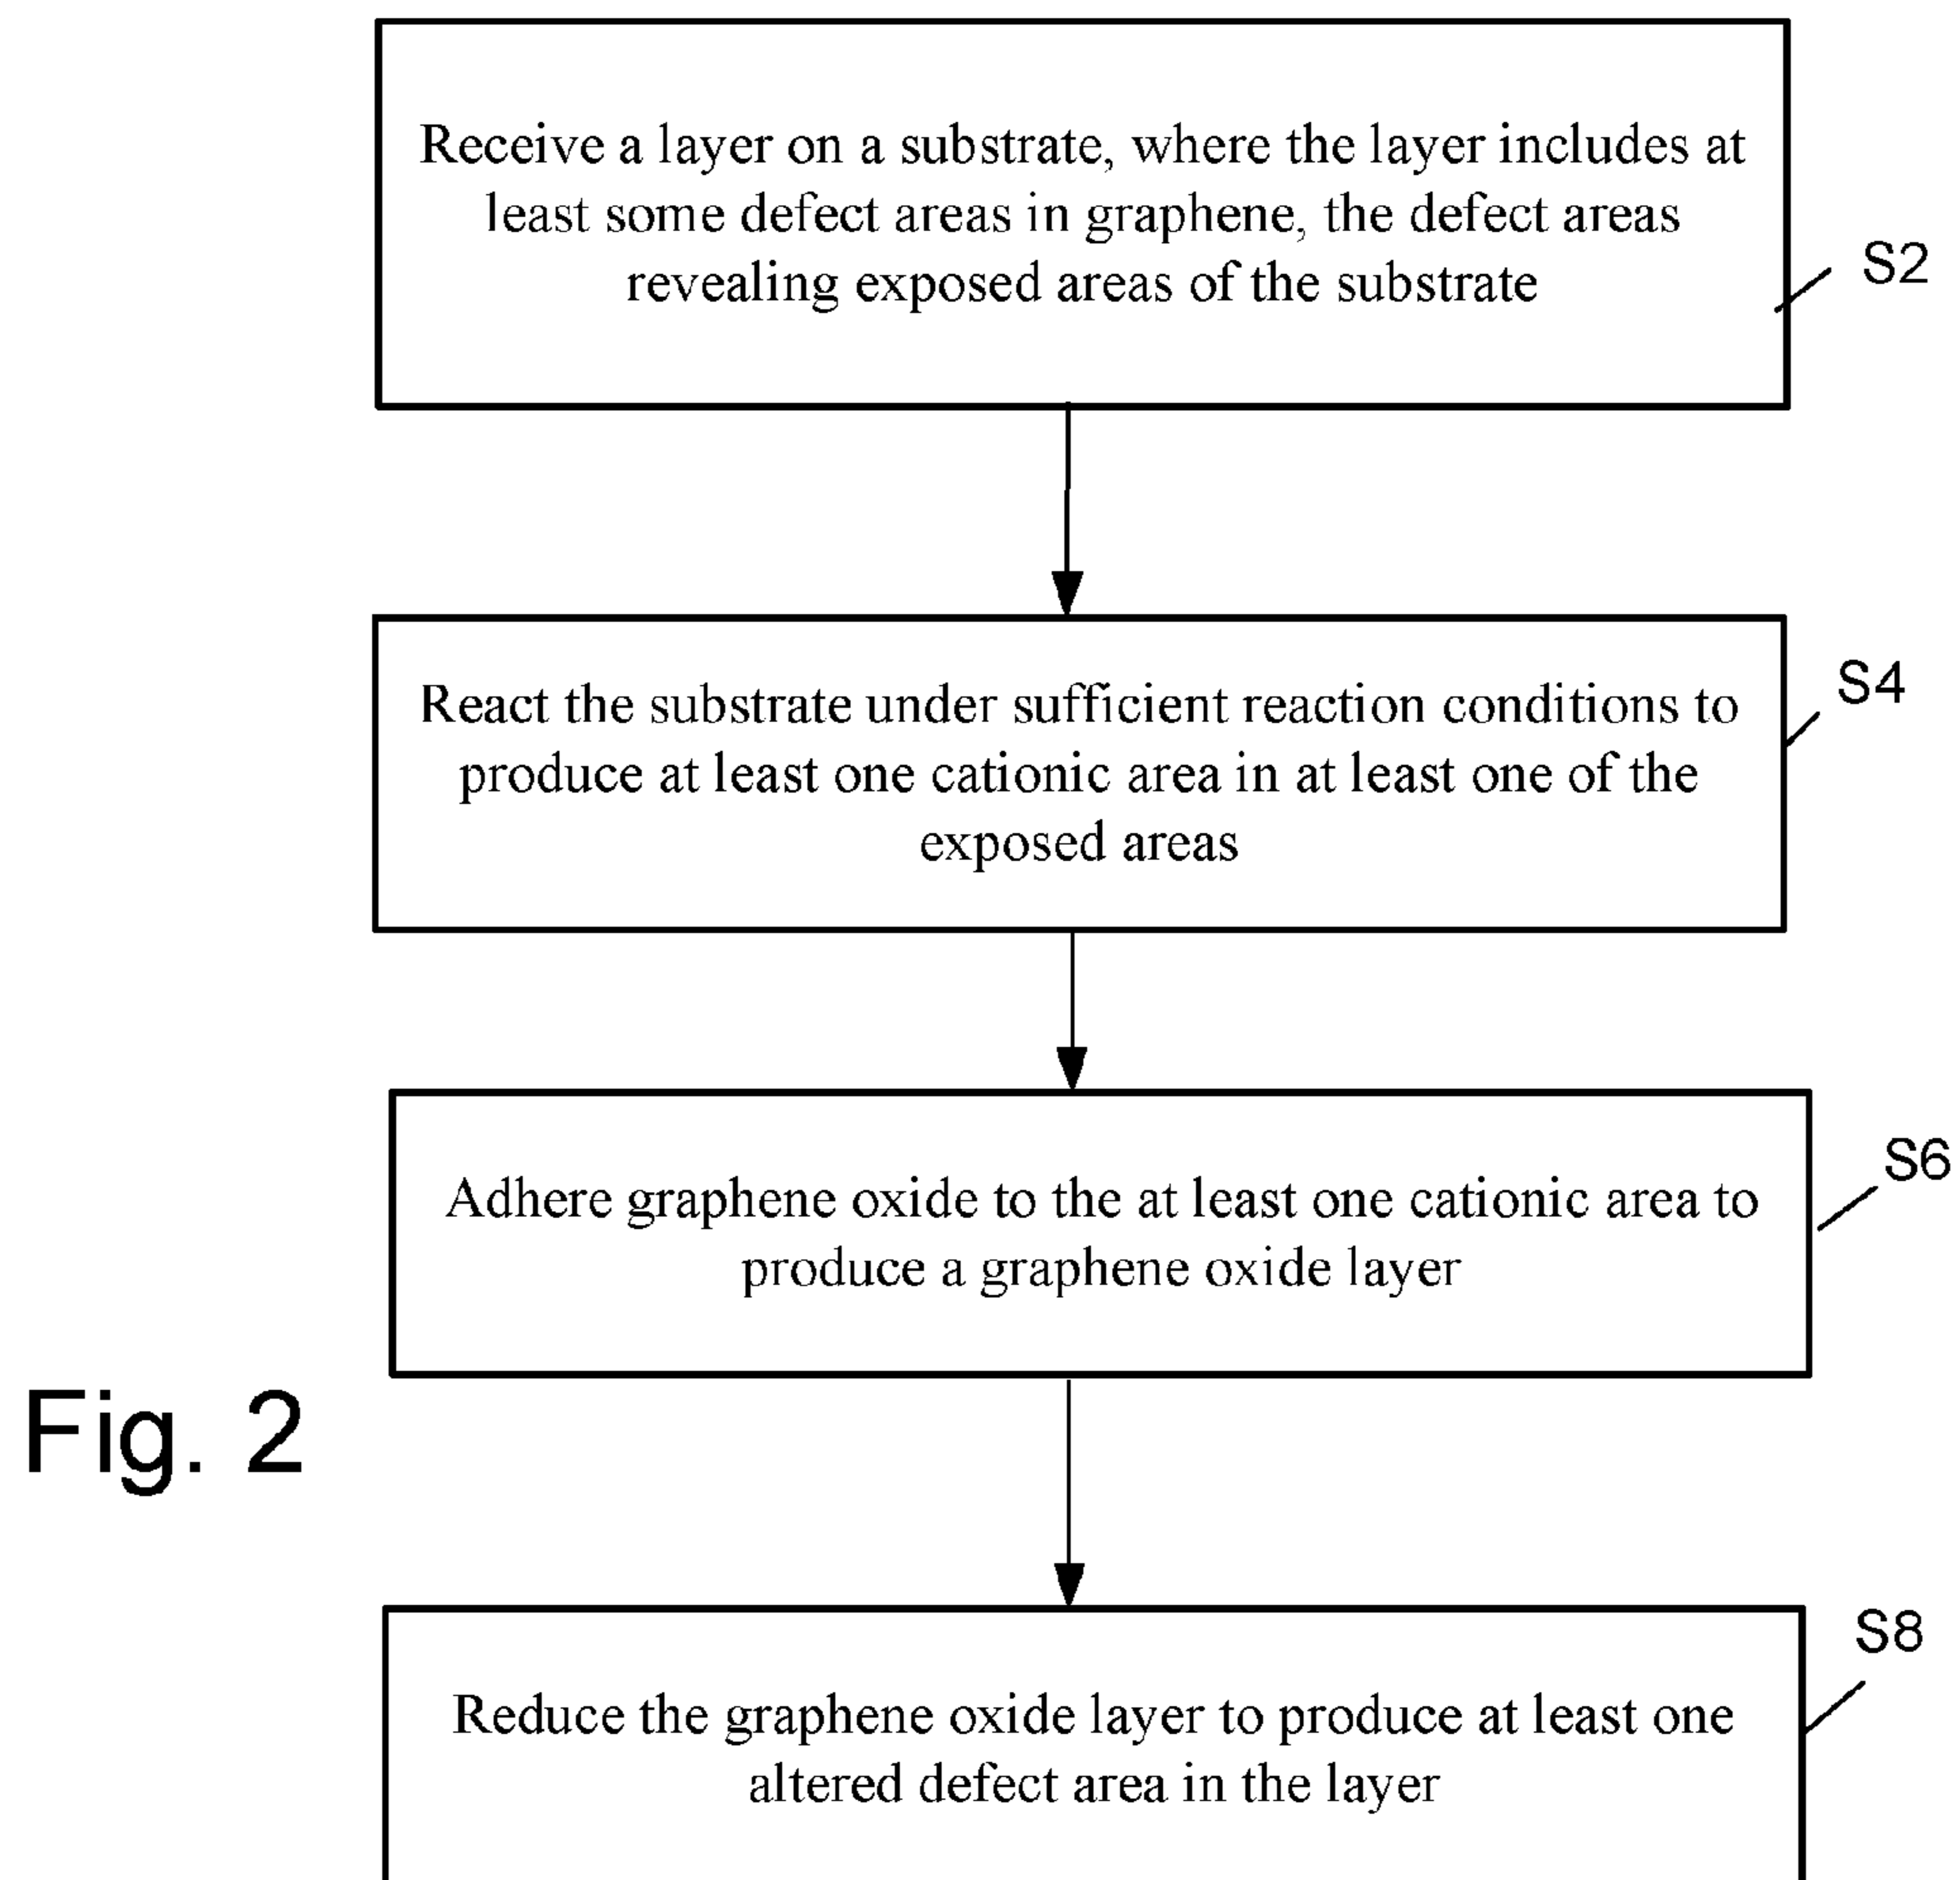 Receive a layer on a substrate, where the layer includes at
least some defect areas in graphene, the defect areas
revealing exposed areas of the substrate
S2
React the substrate under sufficient reaction conditions to
produce at least one cationic area in at least one of the
exposed areas
S4
Adhere graphene oxide to the at least one cationic area to
produce a graphene oxide layer
S6
Fig. 2
Reduce the graphene oxide layer to produce at least one
altered defect area in the layer
S8